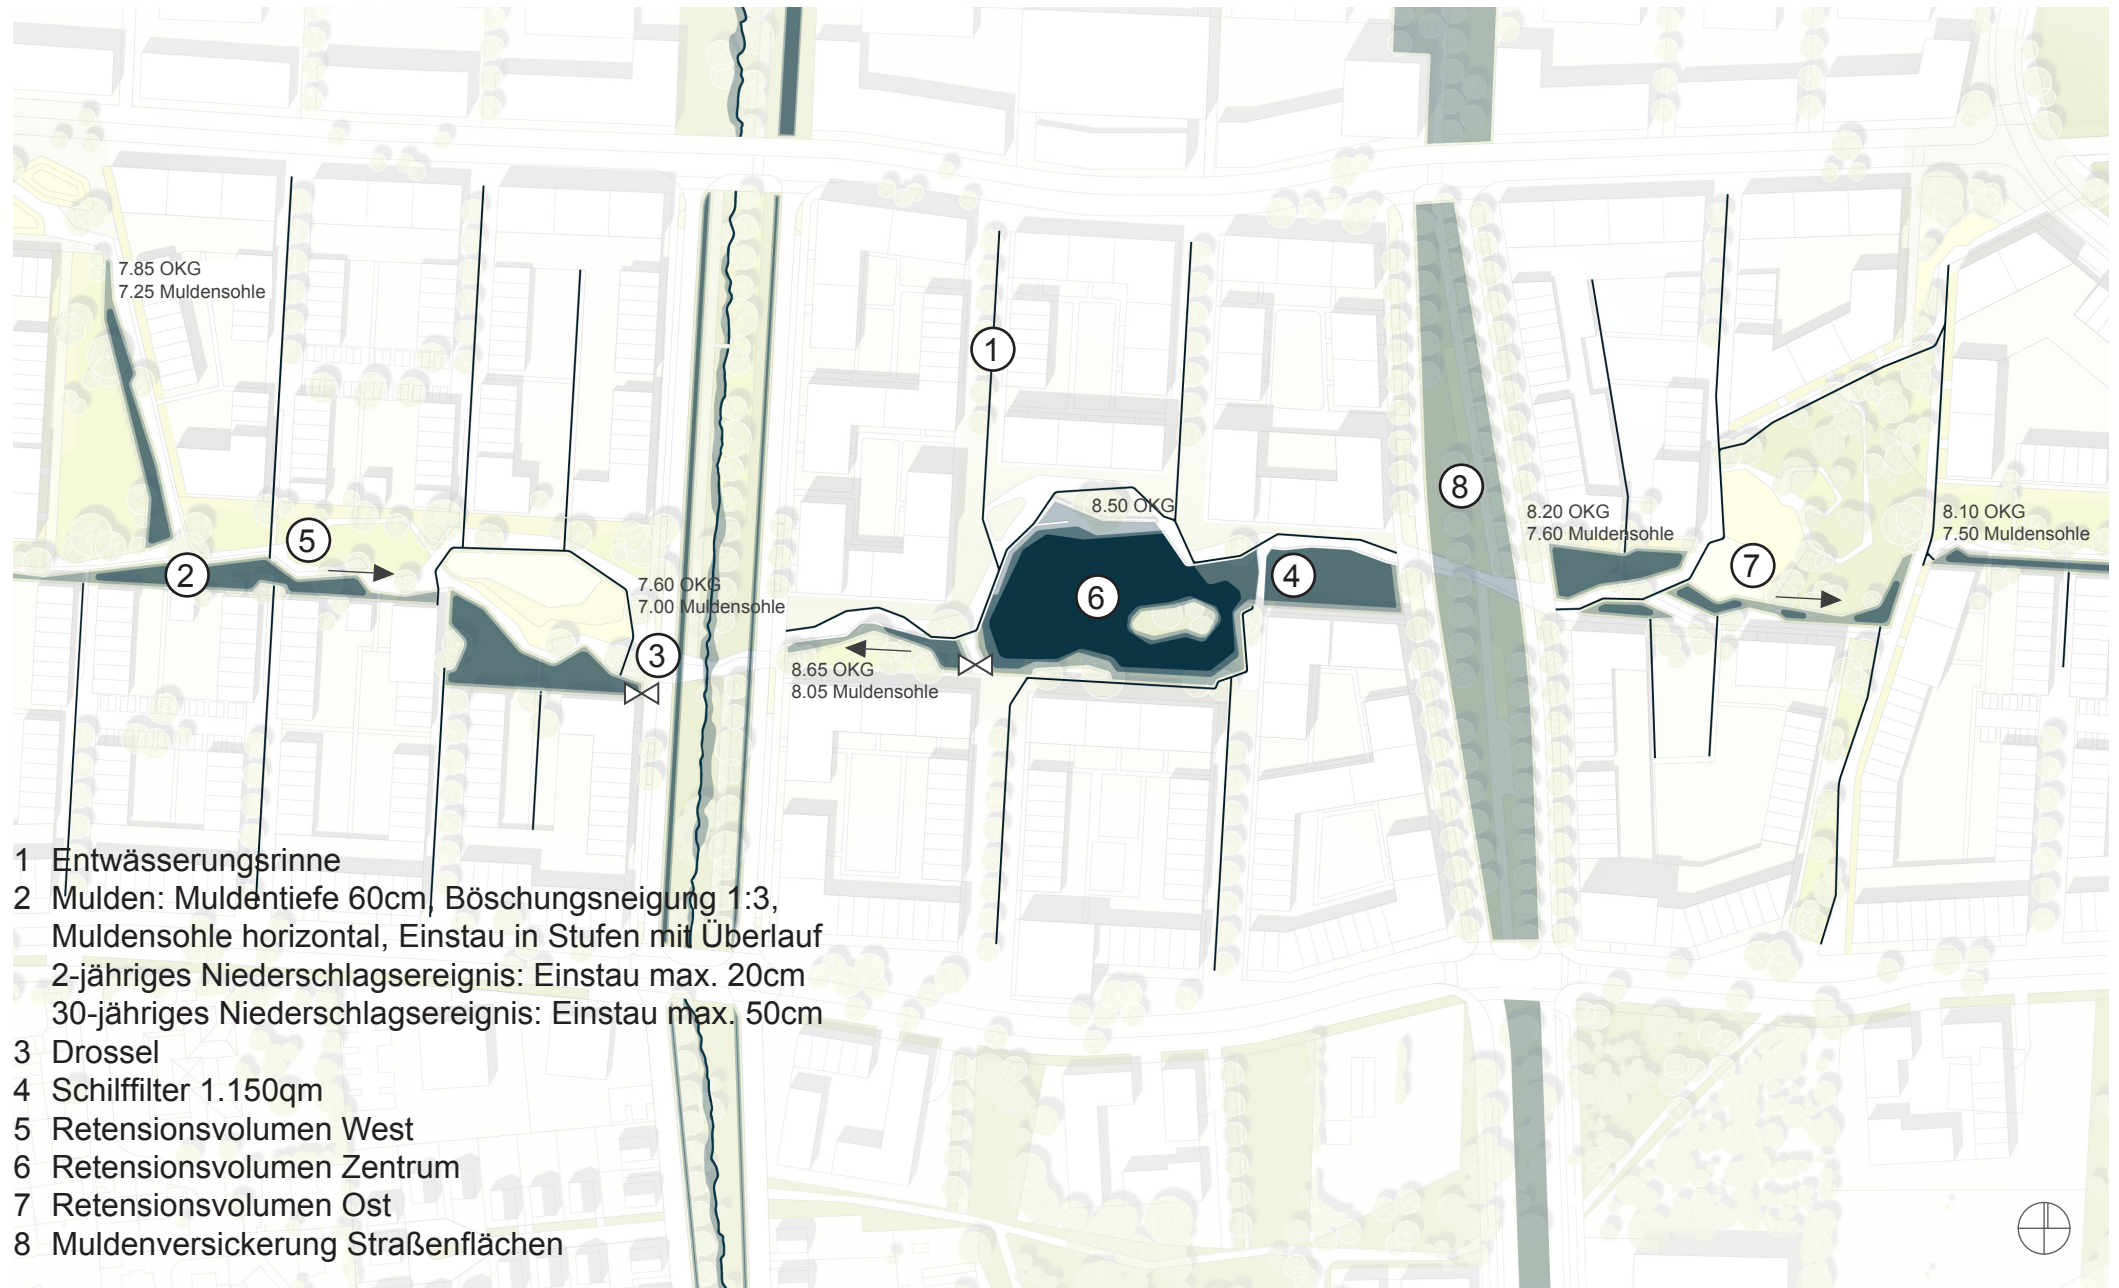 7.85 OKG
7.25 Muldensohle
1
8.50 OKG
8
8.20 OKG
7.60 Muldensohle
8.10 OKG
7.50 Muldensohle
5
2
7
4
6
7.60 OKG
7.00 Muldensohle
3
8.65 OKG
8.05 Muldensohle
1 Entwässerungsrinne
2 Mulden: Muldentiefe 60cm, Böschungsneigung 1:3,
Muldensohle horizontal, Einstau in Stufen mit Überlauf
2-jähriges Niederschlagsereignis: Einstau max. 20cm
30-jähriges Niederschlagsereignis: Einstau max. 50cm
3 Drossel
4 Schilffilter 1.150qm
5 Retensionsvolumen West
6 Retensionsvolumen Zentrum
7 Retensionsvolumen Ost
8 Muldenversickerung Straßenflächen